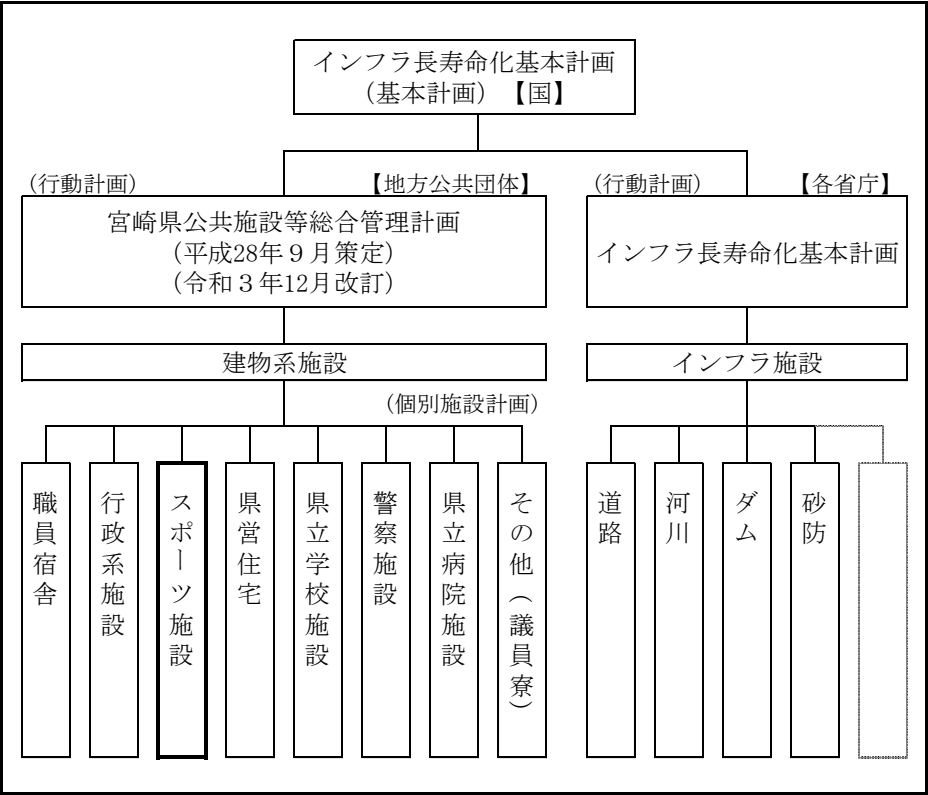 インフラ長寿命化基本計画
（基本計画）【国】
（行動計画）
【地方公共団体】
宮崎県公共施設等総合管理計画
（平成28年９月策定）
（令和３年12月改訂）
（行動計画）
【各省庁】
インフラ長寿命化基本計画
建物系施設
インフラ施設
（個別施設計画）
職員宿舎
行政系施設
スポーツ施設
県営住宅
県立学校施設
警察施設
県立病院施設
その他（議員寮）
道路
河川
ダム
砂防